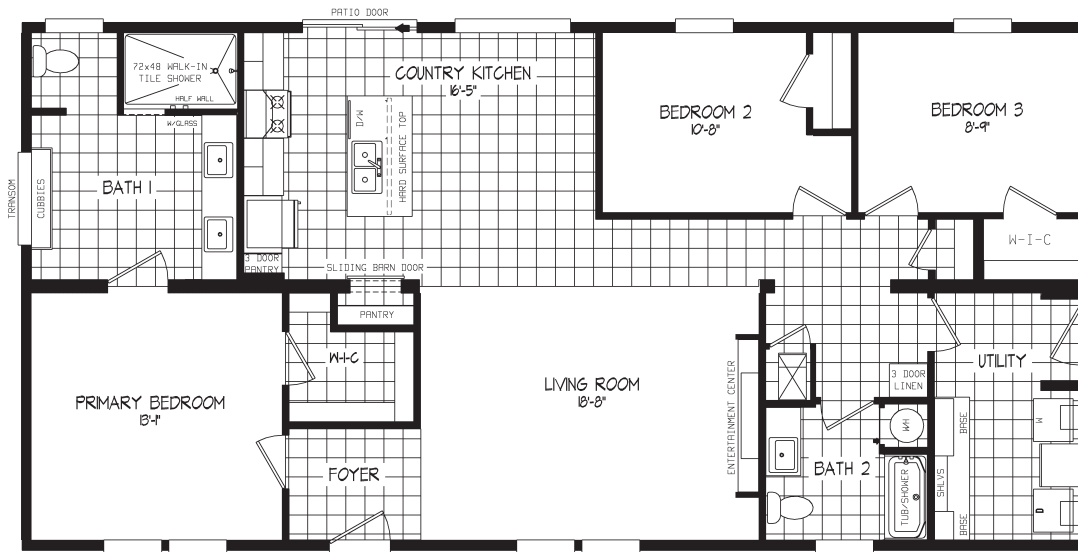 PATIO DOOR
72x48 WALK-IN
TILE SHOWER
HALF WALL
W/GLASS
COUNTRY KITCHEN
16'-5"
D/W
HARD SURFACE TOP
BEDROOM 2
10'-8"
BEDROOM 3
8'-9"
TRANSOM
CUBBIES
BATH 1
3 DOOR
PANTRY
SLIDING BARN DOOR
PANTRY
W-I-C
W-I-C
PRIMARY BEDROOM
13'-1"
FOYER
LIVING ROOM
18'-8"
ENTERTAINMENT CENTER
3 DOOR
LINEN
UTILITY
W/H
BATH 2
TUB/SHOWER
BASE
SHLVS
BASE
W
D